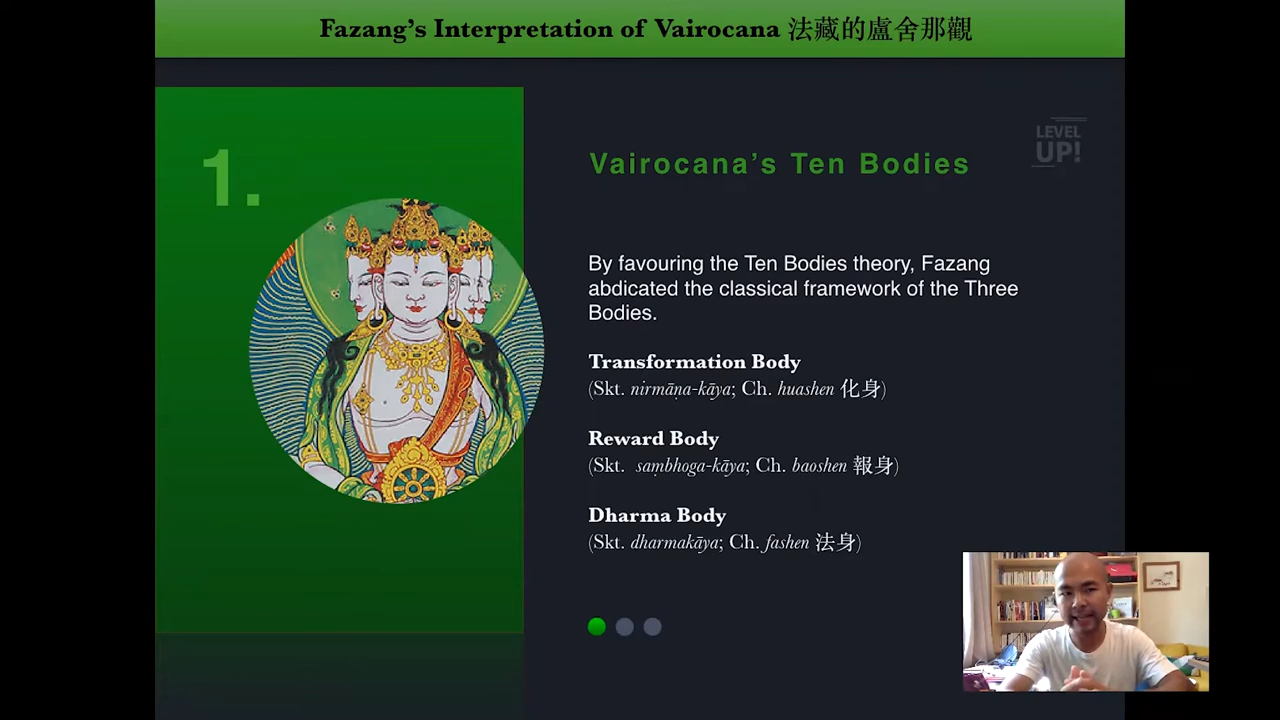 Fazang's Interpretation of Vairocana 法藏的盧舍那觀
1.
LEVEL
UP!
Vairocana's Ten Bodies
By favouring the Ten Bodies theory, Fazang
abdicated the classical framework of the Three
Bodies.
Transformation Body
(Skt. nirmāṇa-kāya; Ch. huashen 化身)
Reward Body
(Skt. saṃbhoga-kāya; Ch. baoshen 報身)
Dharma Body
(Skt. dharmakāya; Ch. fashen 法身)